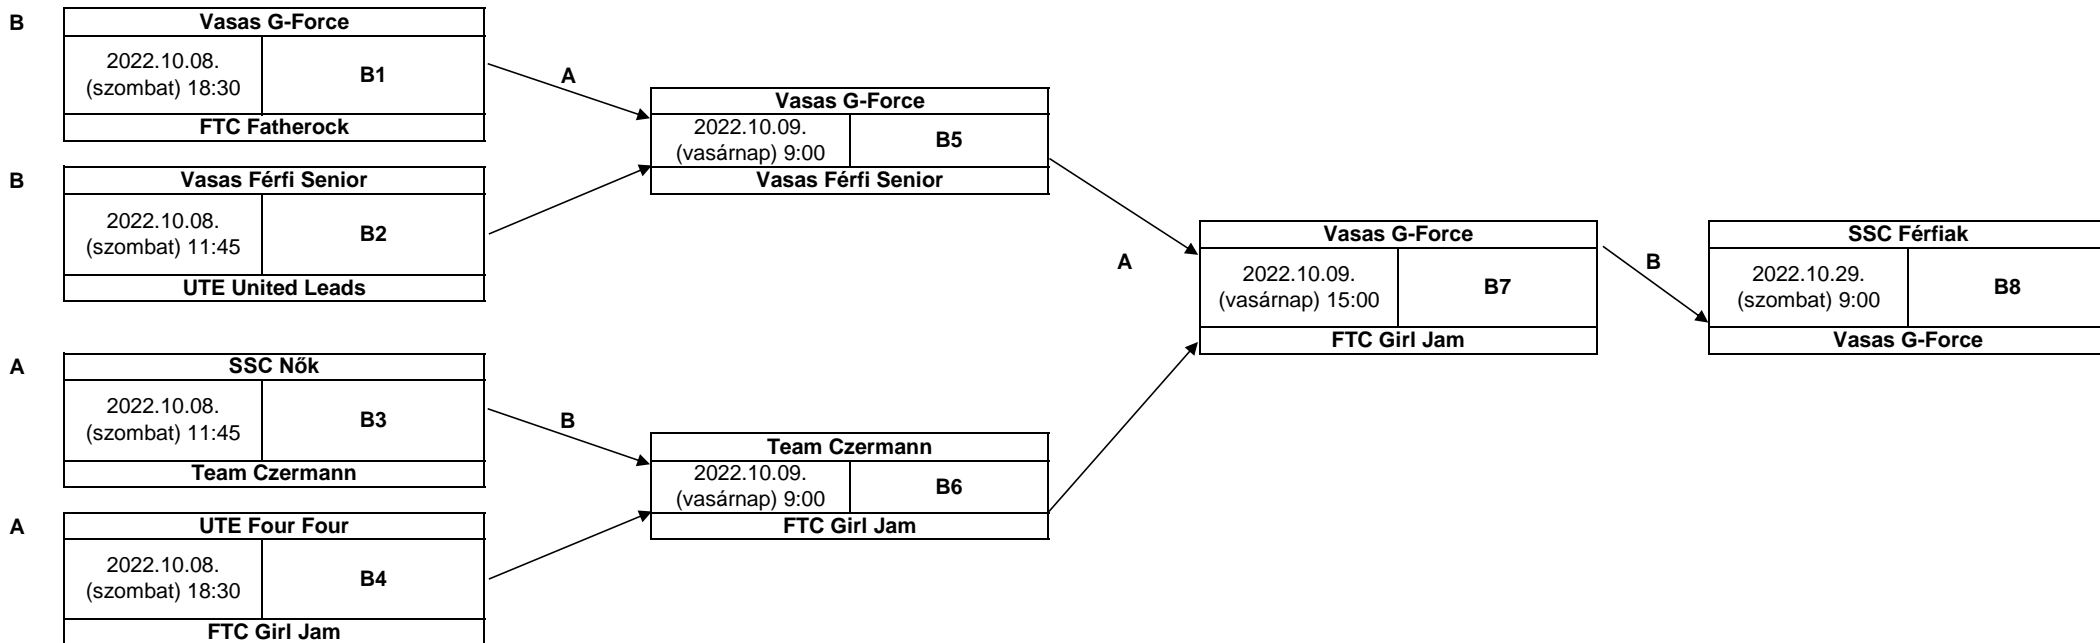 B
Vasas G-Force
2022.10.08.
(szombat) 18:30
B1
FTC Fatherock
A
B
Vasas Férfi Senior
2022.10.08.
(szombat) 11:45
B2
UTE United Leads
Vasas G-Force
2022.10.09.
(vasárnap) 9:00
B5
Vasas Férfi Senior
A
SSC Nők
2022.10.08.
(szombat) 11:45
B3
Team Czermann
B
A
UTE Four Four
2022.10.08.
(szombat) 18:30
B4
FTC Girl Jam
Team Czermann
2022.10.09.
(vasárnap) 9:00
B6
FTC Girl Jam
A
Vasas G-Force
2022.10.09.
(vasárnap) 15:00
B7
FTC Girl Jam
B
SSC Férfiak
2022.10.29.
(szombat) 9:00
B8
Vasas G-Force